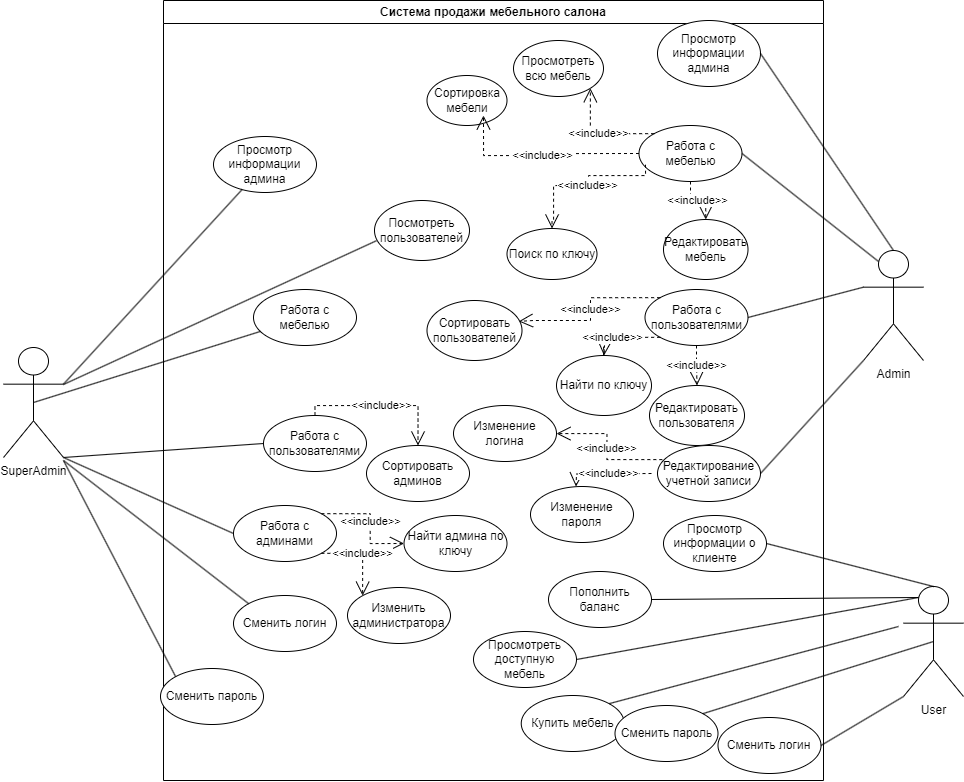 Система продажи мебельного салона
Просмотр
информации
админа
Просмотреть
всю мебель
Сортировка
мебели
<<include>>
<<include>>
Работа с
мебелью
Просмотр
информации
админа
<<include>>
<<include>>
Посмотреть
пользователей
Поиск по ключу
Редактировать
мебель
Работа с
мебелью
Сортировать
пользователей
<<include>>
Работа с
пользователями
<<include>>
<<include>>
Найти по ключу
Admin
Редактировать
пользователя
<<include>>
Изменение
логина
Работа с
пользователями
SuperAdmin
Сортировать
админов
<<include>>
<<include>>
Редактирование
учетной записи
Изменение
пароля
Работа с
админами
<<include>>
<<include>>
Найти админа по
ключу
Просмотр
информации о
клиенте
Изменить
администратора
Пополнить
баланс
Сменить логин
Просмотреть
доступную
мебель
Сменить пароль
Купить мебель
Сменить пароль
Сменить логин
User